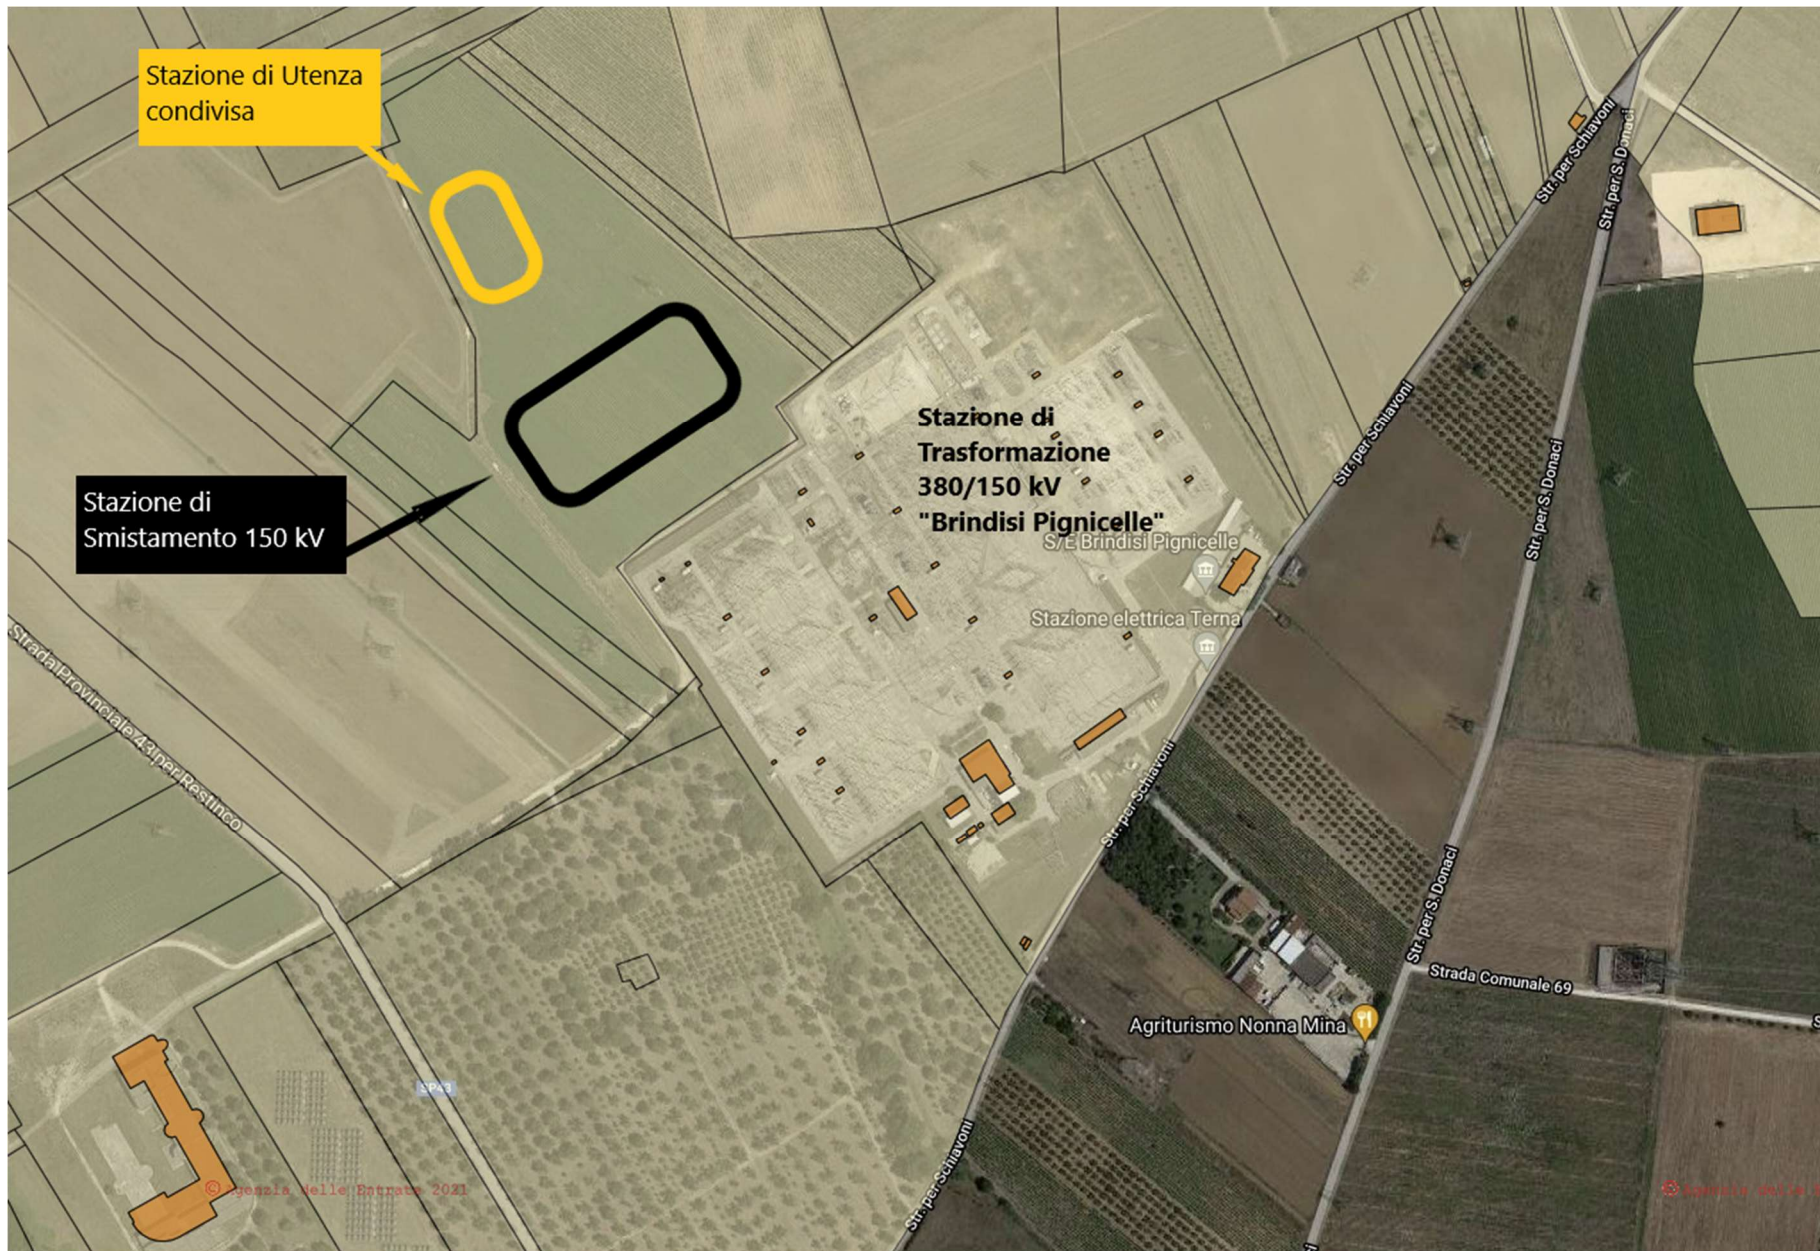 Stazione di Utenza
condivisa
Str. per Schiavoni
Str. per S. Donaci
Str. per Schiavoni
Stazione di
Trasformazione
380/150 kV
"Brindisi Pignicelle"
S/E Brindisi Pignicelle
Stazione di
Smistamento 150 kV
Str. per S. Donaci
Stazione elettrica Terna
Strada Provinciale 43 per Restinco
Str. per Schiavoni
Str. per S. Donaci
Strada Comunale 69
Agriturismo Nonna Mina
SP43
Str. per Schiavoni
© Agenzia delle Entrate 2021
© Agenzia delle